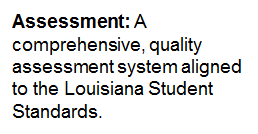 Assessment: A
comprehensive, quality
assessment system aligned
to the Louisiana Student
Standards.